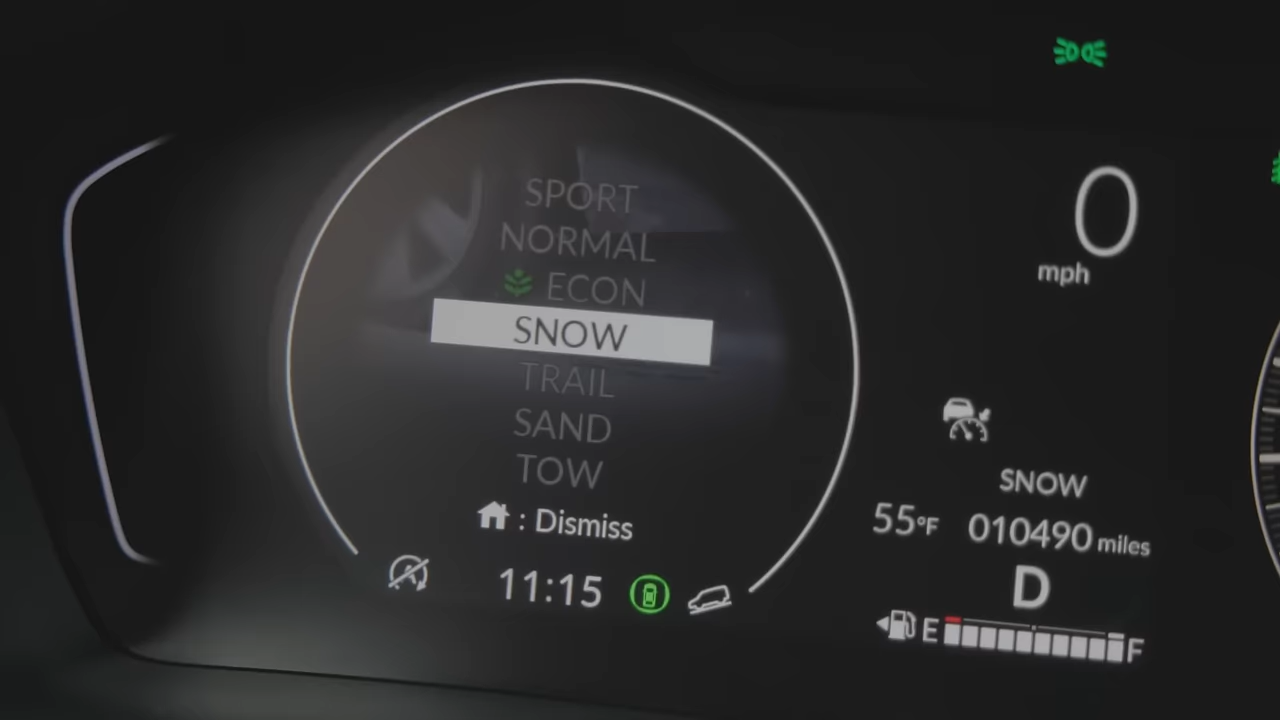 SPORT
NORMAL
ECON
SNOW
TRAIL
SAND
TOW
: Dismiss
11:15
0
mph
SNOW
55°F 010490 miles
D
E F